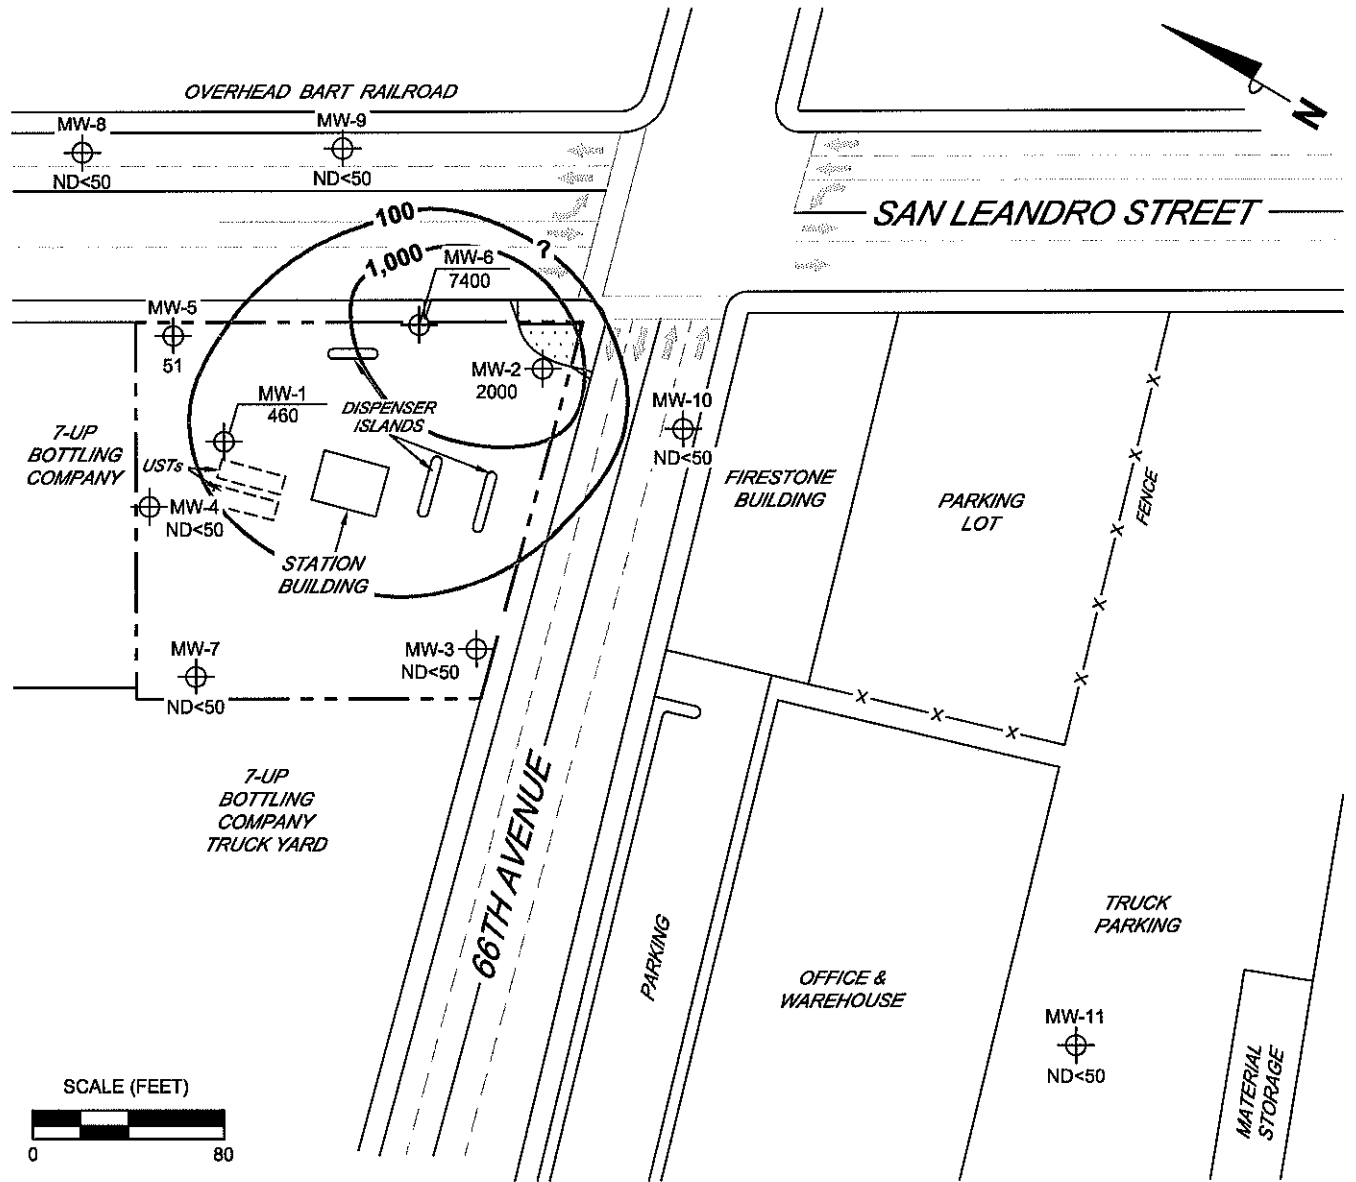 OVERHEAD BART RAILROAD
N
MW-8
ND<50
MW-9
ND<50
SAN LEANDRO STREET
100
?
1,000
MW-6
7400
MW-5
51
MW-2
2000
MW-1
460
DISPENSER
ISLANDS
MW-10
ND<50
7-UP
BOTTLING
COMPANY
USTs
MW-4
ND<50
FIRESTONE
BUILDING
PARKING
LOT
FENCE
X
X
X
X
X
STATION
BUILDING
MW-7
ND<50
MW-3
ND<50
X
X
X
7-UP
BOTTLING
COMPANY
TRUCK YARD
66TH AVENUE
PARKING
OFFICE &
WAREHOUSE
TRUCK
PARKING
MW-11
ND<50
MATERIAL
STORAGE
SCALE (FEET)
0 80